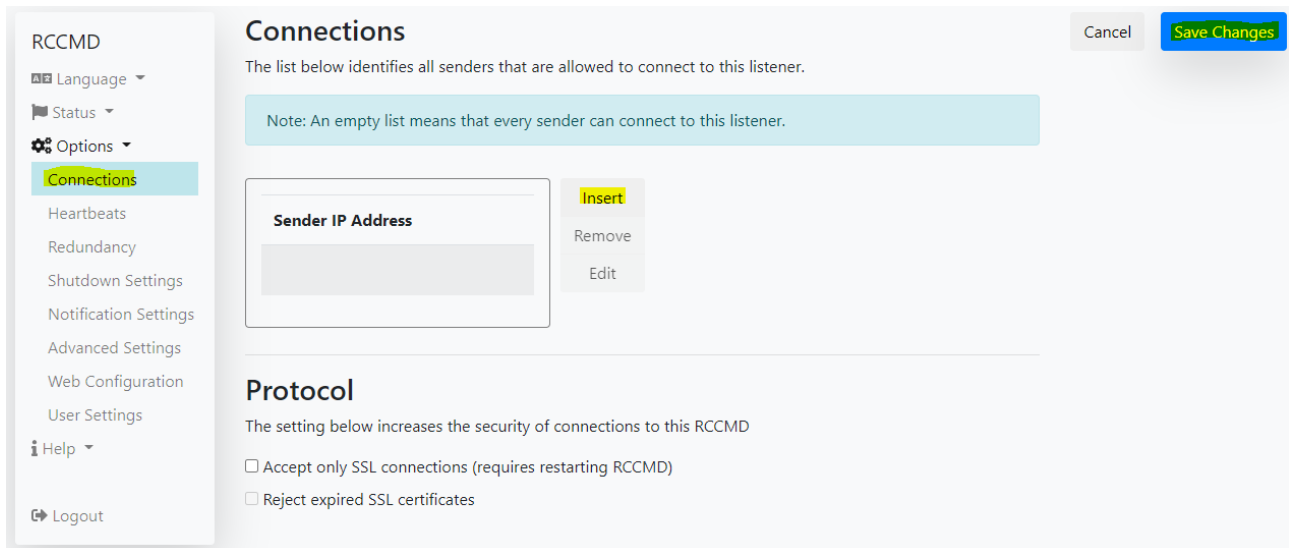 RCCMD
Language
Status
Options
Connections
Heartbeats
Redundancy
Shutdown Settings
Notification Settings
Advanced Settings
Web Configuration
User Settings
Help
Logout
Connections
Cancel
Save Changes
The list below identifies all senders that are allowed to connect to this listener.
Note: An empty list means that every sender can connect to this listener.
Sender IP Address
Insert
Remove
Edit
Protocol
The setting below increases the security of connections to this RCCMD
Accept only SSL connections (requires restarting RCCMD)
Reject expired SSL certificates